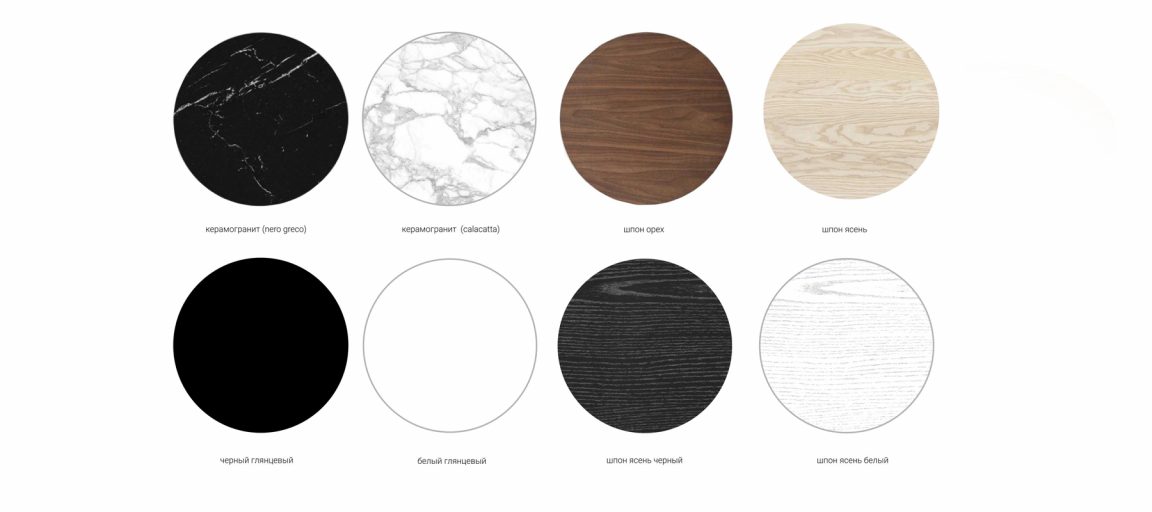 керамогранит (nero greco)
керамогранит (calacatta)
шпон орех
шпон ясень
черный глянцевый
белый глянцевый
шпон ясень черный
шпон ясень белый